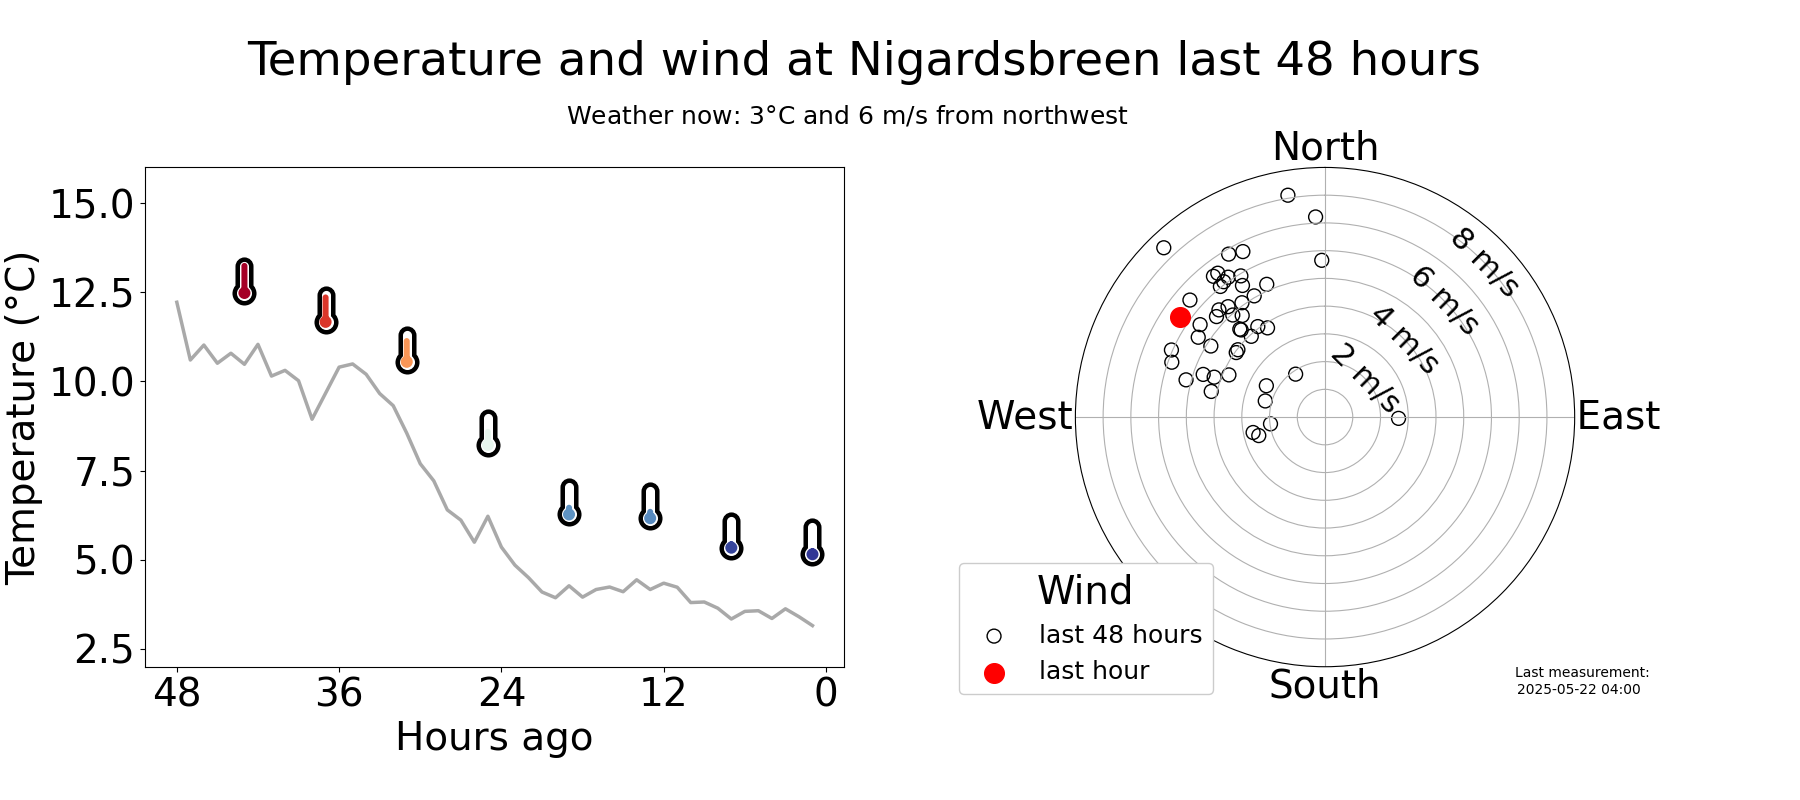 Temperature and wind at Nigardsbreen last 48 hours
Weather now: 3°C and 6 m/s from northwest
Temperature (°C)
15.0
12.5
10.0
7.5
5.0
2.5
48 36 24 12 0
Hours ago
North
8 m/s
6 m/s
4 m/s
2 m/s
West
East
South
Wind
last 48 hours
last hour
Last measurement:
2025-05-22 04:00